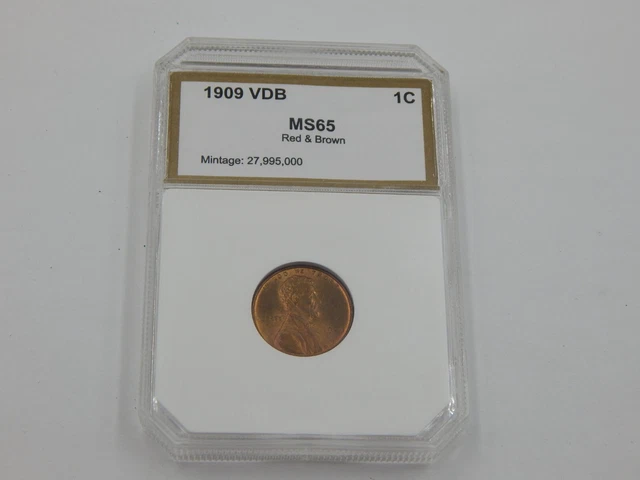 1909 VDB 1C
MS65
Red & Brown
Mintage: 27,995,000